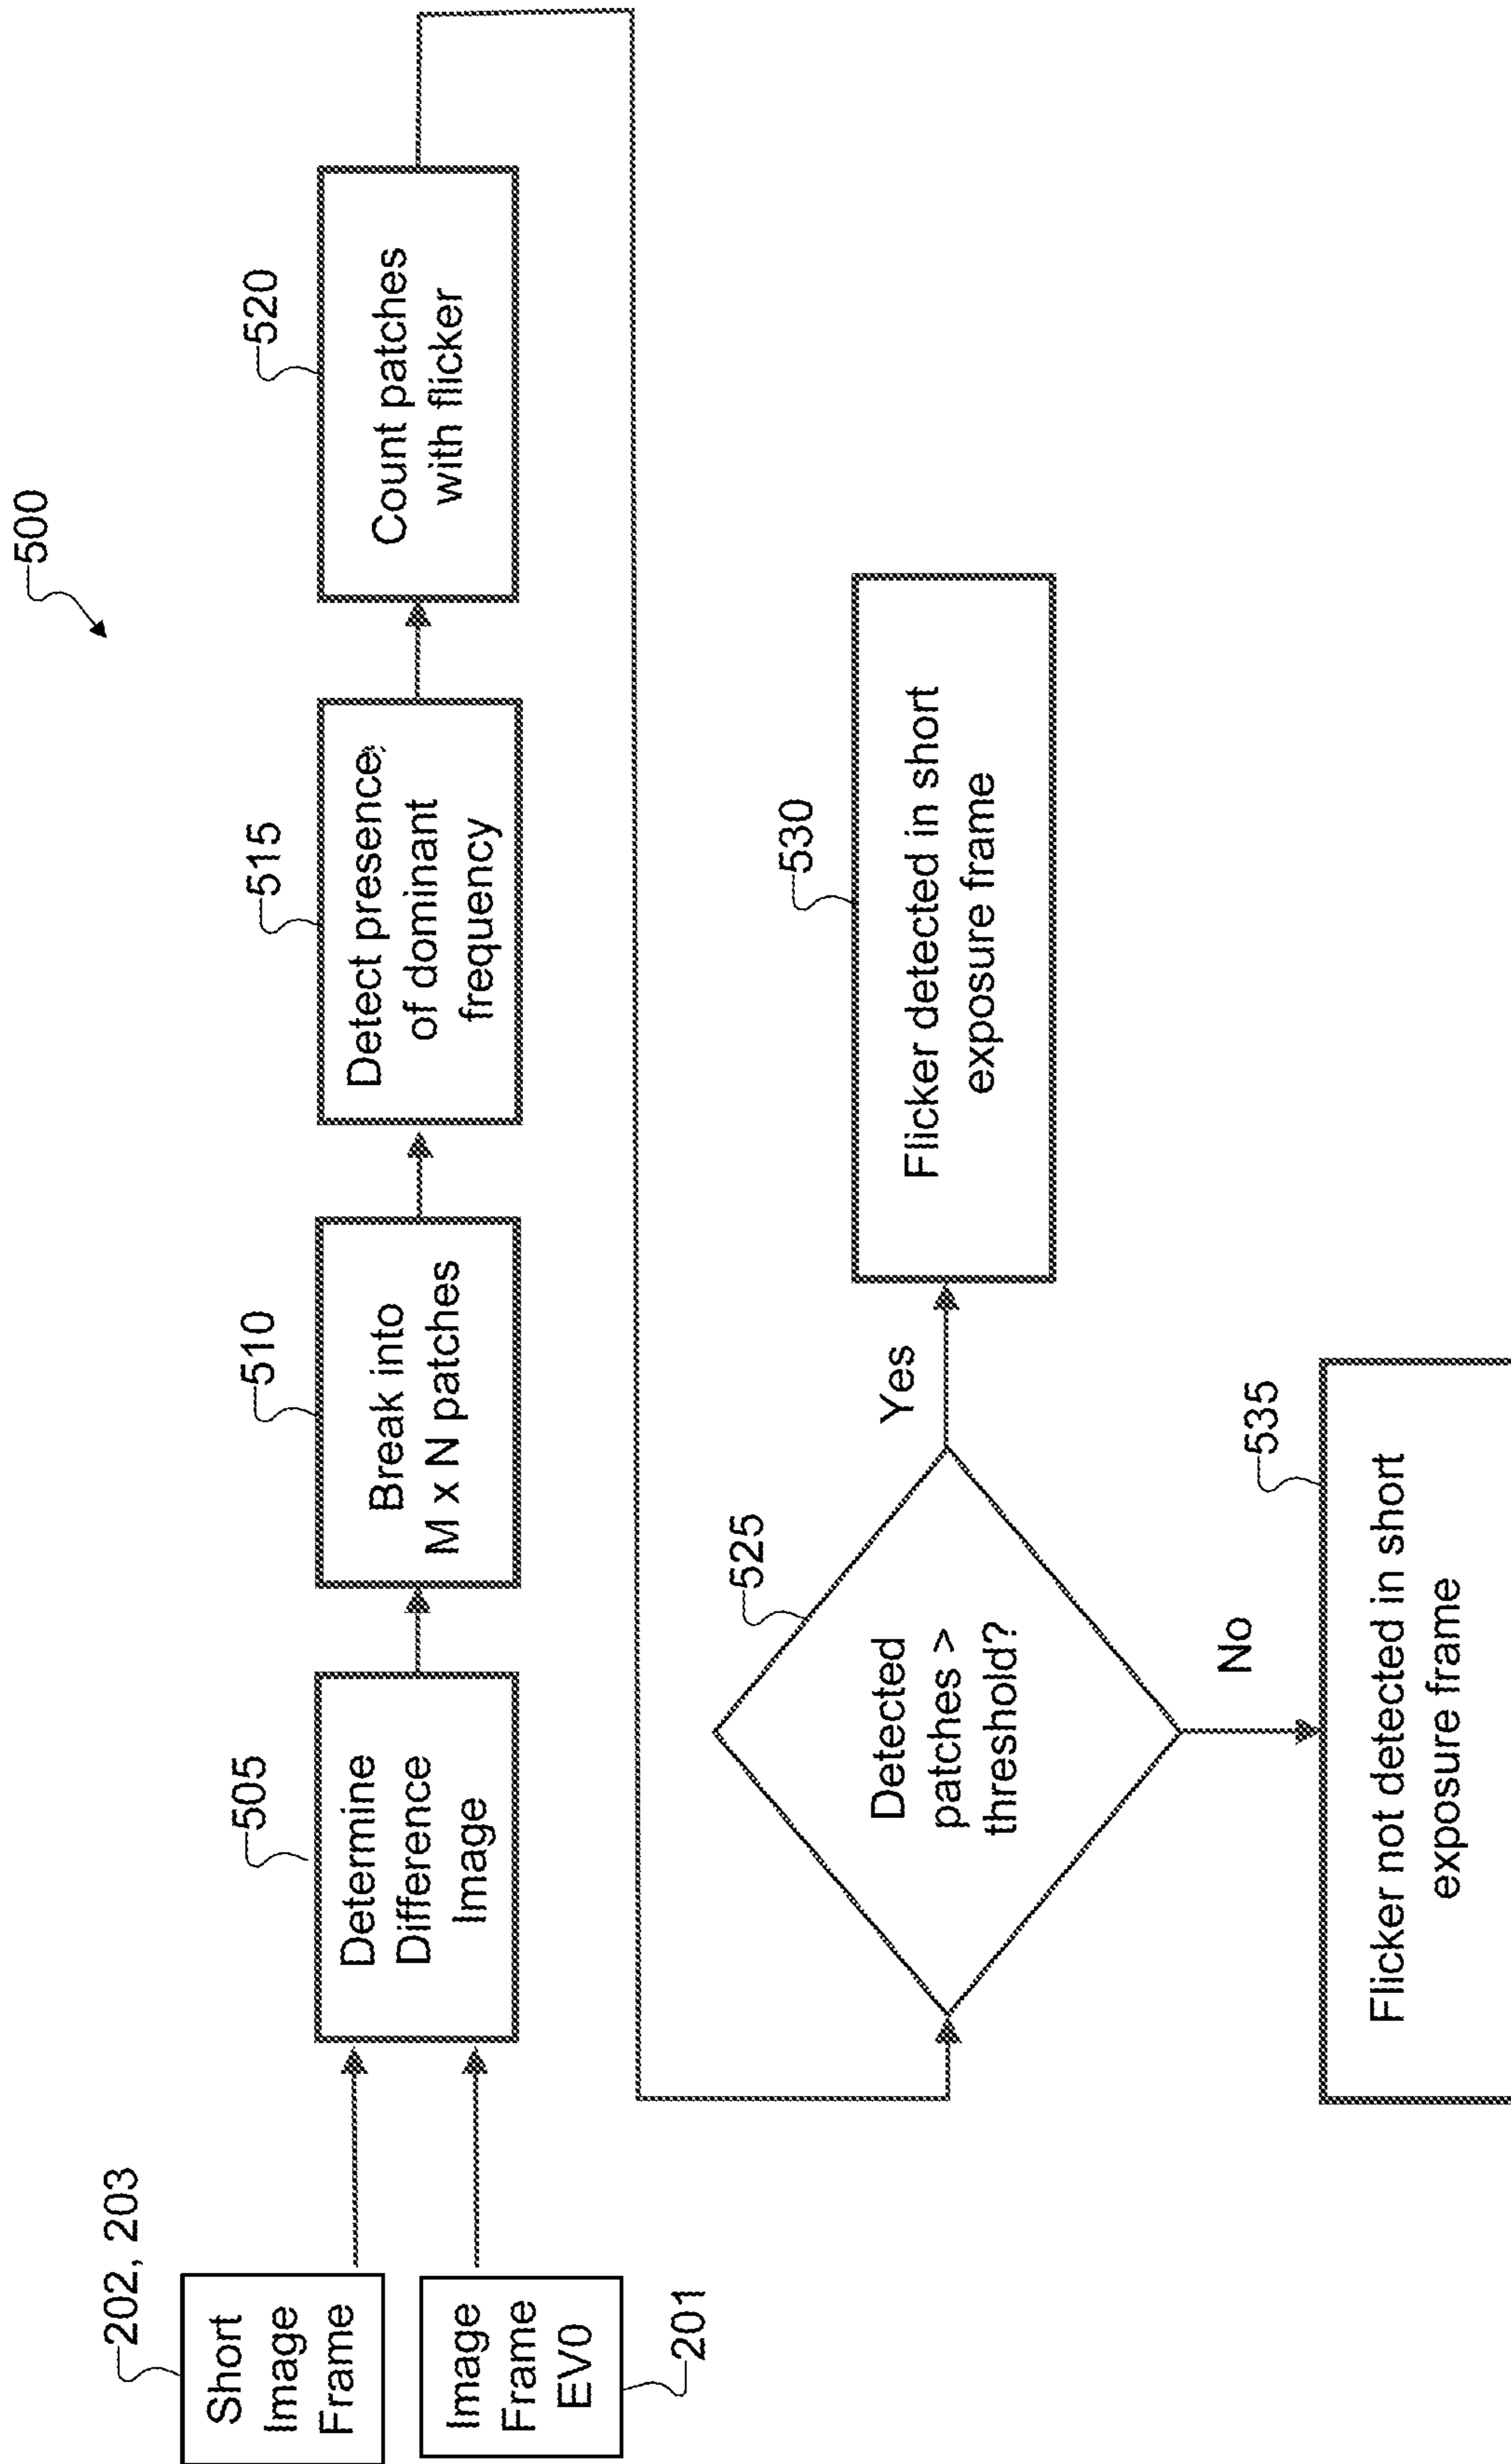 500
202, 203
Short
Image
Frame
Image
Frame
EV0
201
505
Determine
Difference
Image
510
Break into
M x N patches
515
Detect presence
of dominant
frequency
520
Count patches
with flicker
525
Detected
patches >
threshold?
Yes
530
Flicker detected in short
exposure frame
No
535
Flicker not detected in short
exposure frame